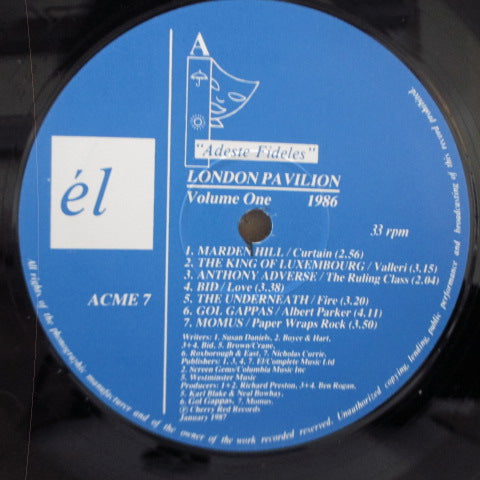 A
"Adeste Fideles"
LONDON PAVILION
Volume One 1986
él
33 rpm
ACME 7
1. MARDEN HILL / Curtain (2.56)
2. THE KING OF LUXEMBOURG / Valleri (3.15)
3. ANTHONY ADVERSE / The Ruling Class (2.04)
4. BID / Love (3.38)
5. THE UNDERNEATH / Fire (3.20)
6. GOL GAPPAS / Albert Parker (4.11)
7. MOMUS / Paper Wraps Rock (3.50)
Writers: 1. Susan Daniels, 2. Boyce & Hart,
3+4. Bid, 5. Brown/Crane,
6. Roxborough & East, 7. Nicholas Currie.
Publishers: 1, 3, 4, 7. El/Complete Music Ltd
2. Screen Gems/Columbia Music Inc
5. Westminster Music
Producers: 1+2. Richard Preston, 3+4. Ben Rogan,
5. Karl Blake & Neal Bowbay,
6. Gol Gappas, 7. Momus.
℗ Cherry Red Records
January 1987
All rights of the phonographic manufacturer and of the owner of the work recorded reserved. Unauthorized copying, lending, public performance and broadcasting of this record prohibited.